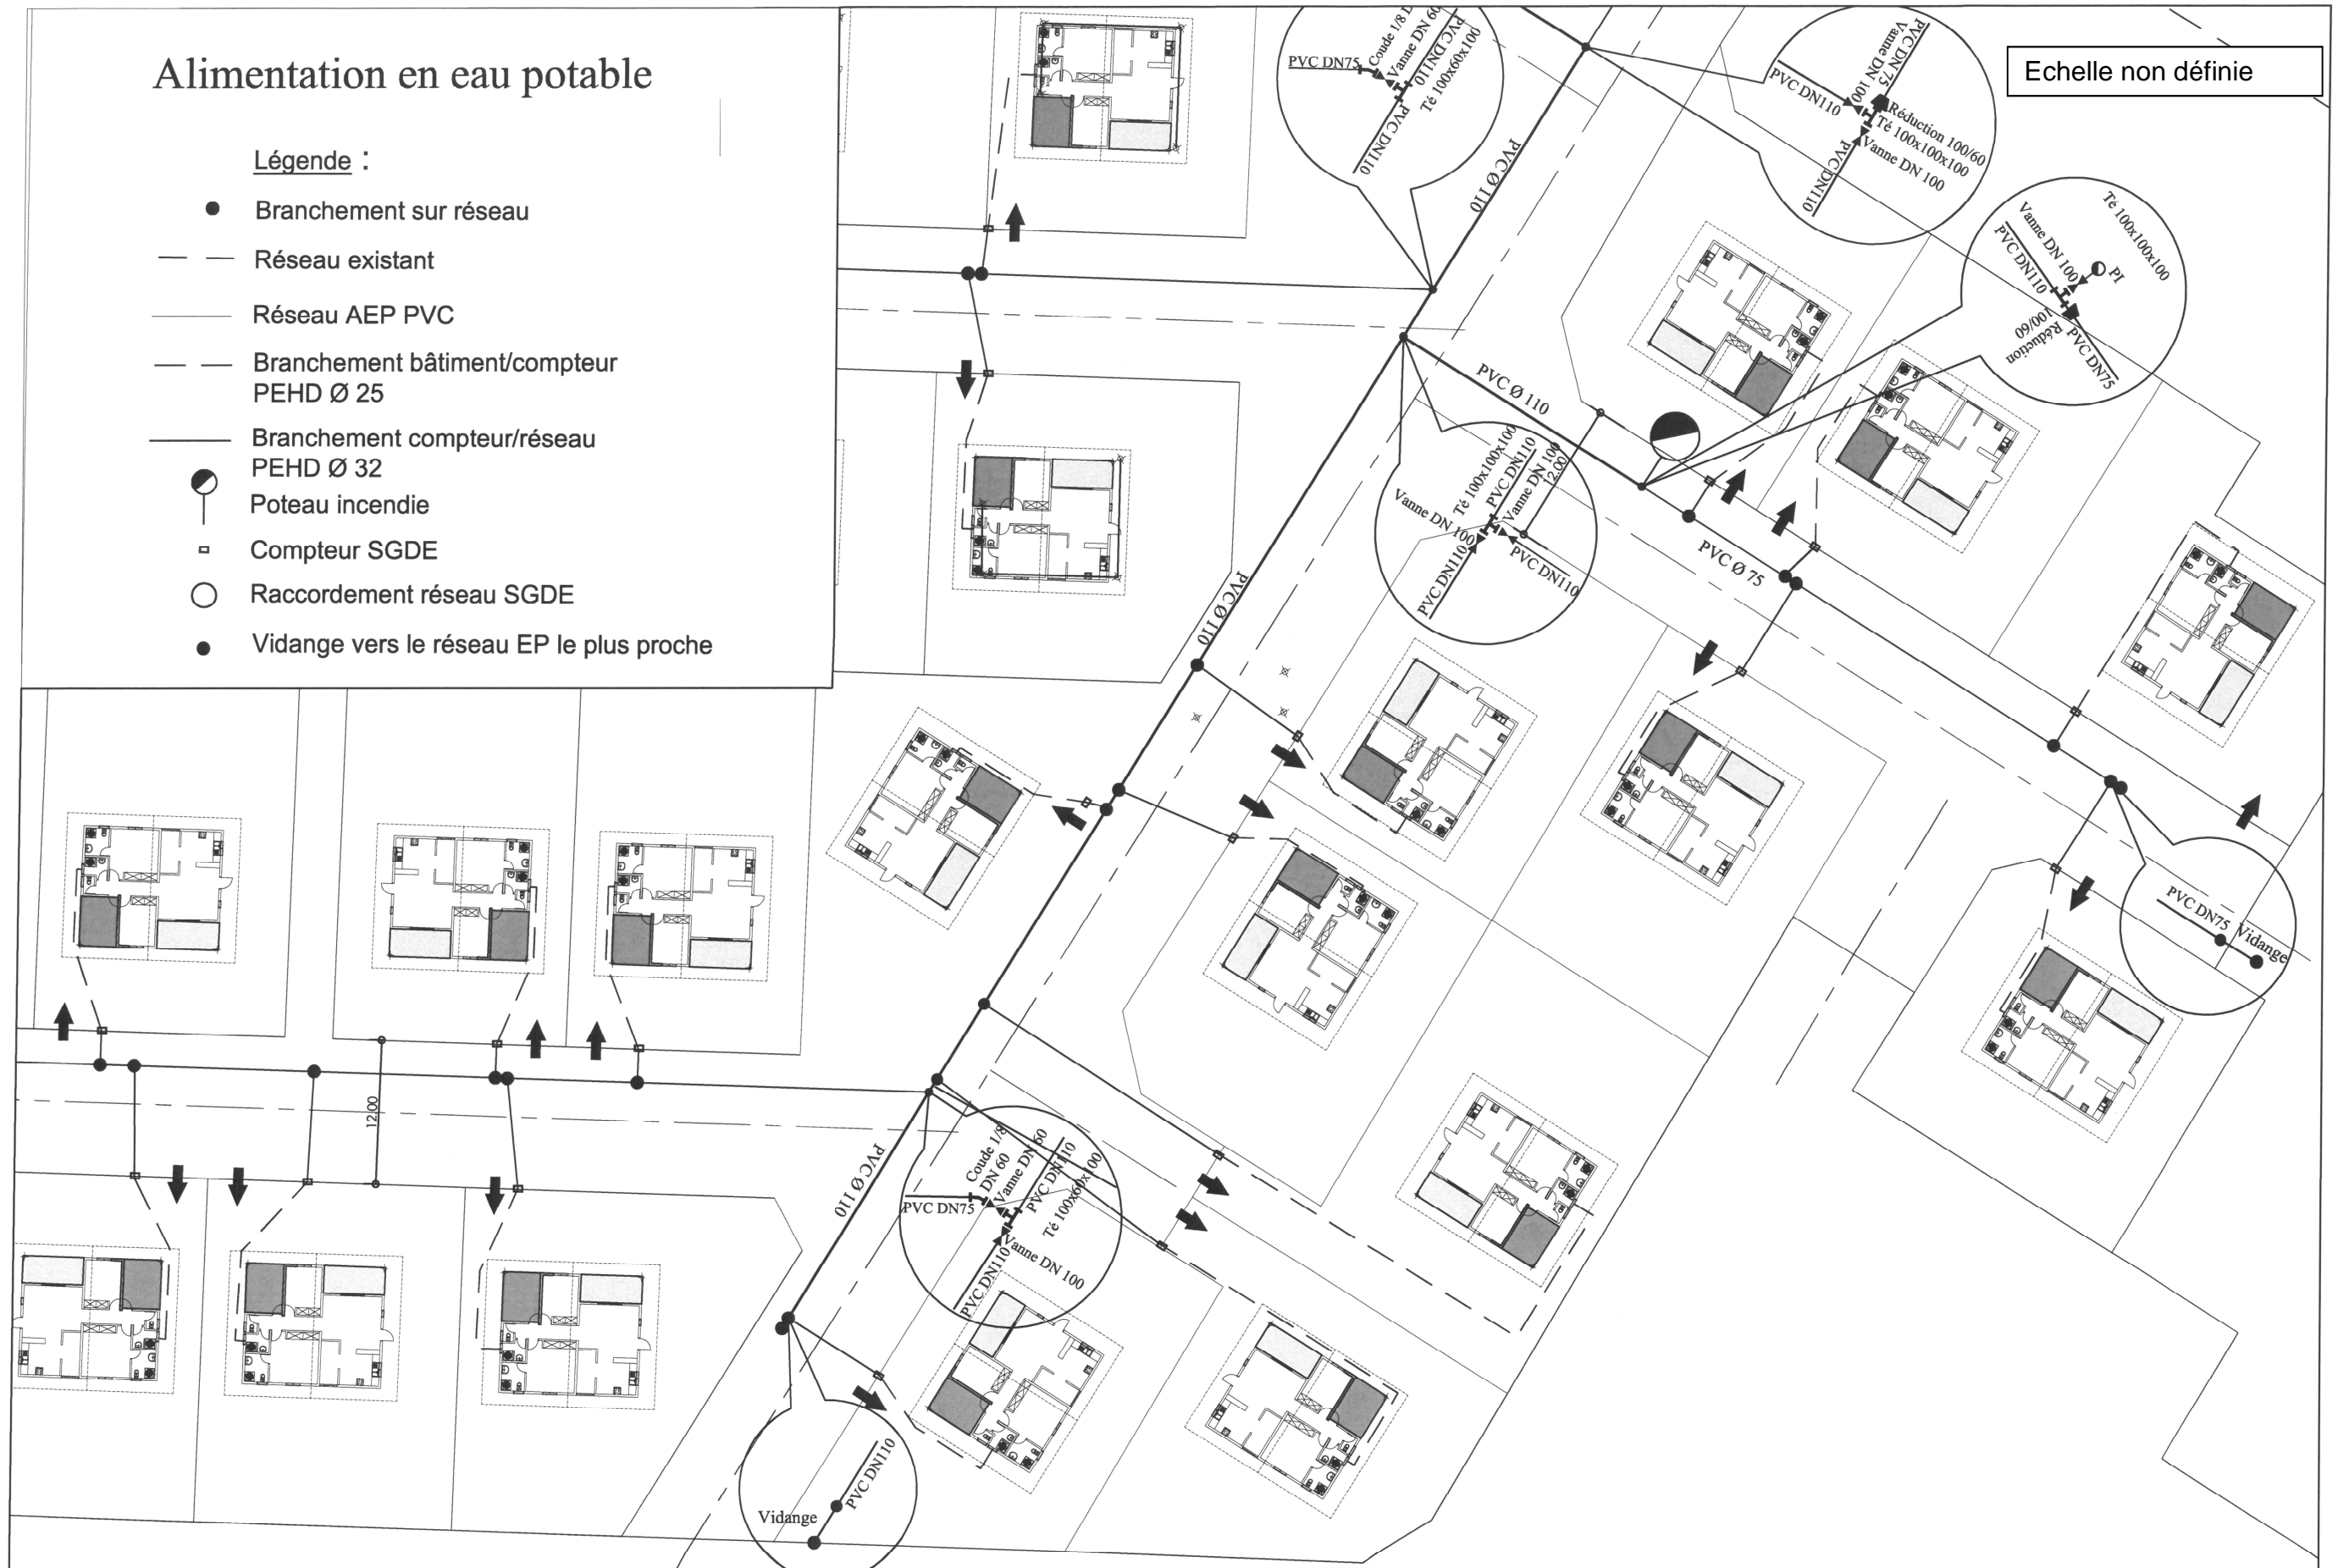 Alimentation en eau potable
Légende :
Branchement sur réseau
Réseau existant
Réseau AEP PVC
Branchement bâtiment/compteur
PEHD Ø 25
Branchement compteur/réseau
PEHD Ø 32
Poteau incendie
Compteur SGDE
Raccordement réseau SGDE
Vidange vers le réseau EP le plus proche
Echelle non définie
PVC DN75
Coude 1/8
Vanne DN 60
PVC DN110
Té 100x60x100
PVC DN110
PVC Ø 110
PVC DN 75
Vanne DN 100
PVC DN110
Réduction 100/60
Té 100x100x100
Vanne DN 100
PVC DN110
Té 100x100x100
Vanne DN 100
PVC DN110
PI
Réduction
100/60
PVC DN75
PVC Ø 110
Té 100x100x100
PVC DN110
Vanne DN 100
12.00
Vanne DN 100
PVC DN110
PVC DN110
PVC Ø 75
PVC Ø 110
PVC DN75
Vidange
12.00
PVC Ø 110
Coude 1/8
DN 60
Vanne DN 60
PVC DN110
Té 100x60x100
PVC DN75
Vanne DN 100
PVC DN110
PVC DN110
Vidange